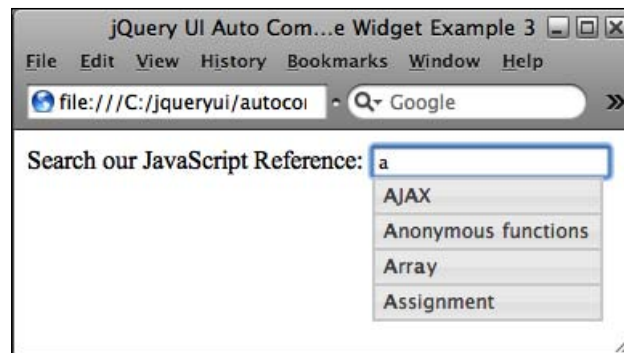 jQuery UI Auto Com...e Widget Example 3
File Edit View History Bookmarks Window Help
file:///C:/jqueryui/autocor Google »
Search our JavaScript Reference: a
AJAX
Anonymous functions
Array
Assignment